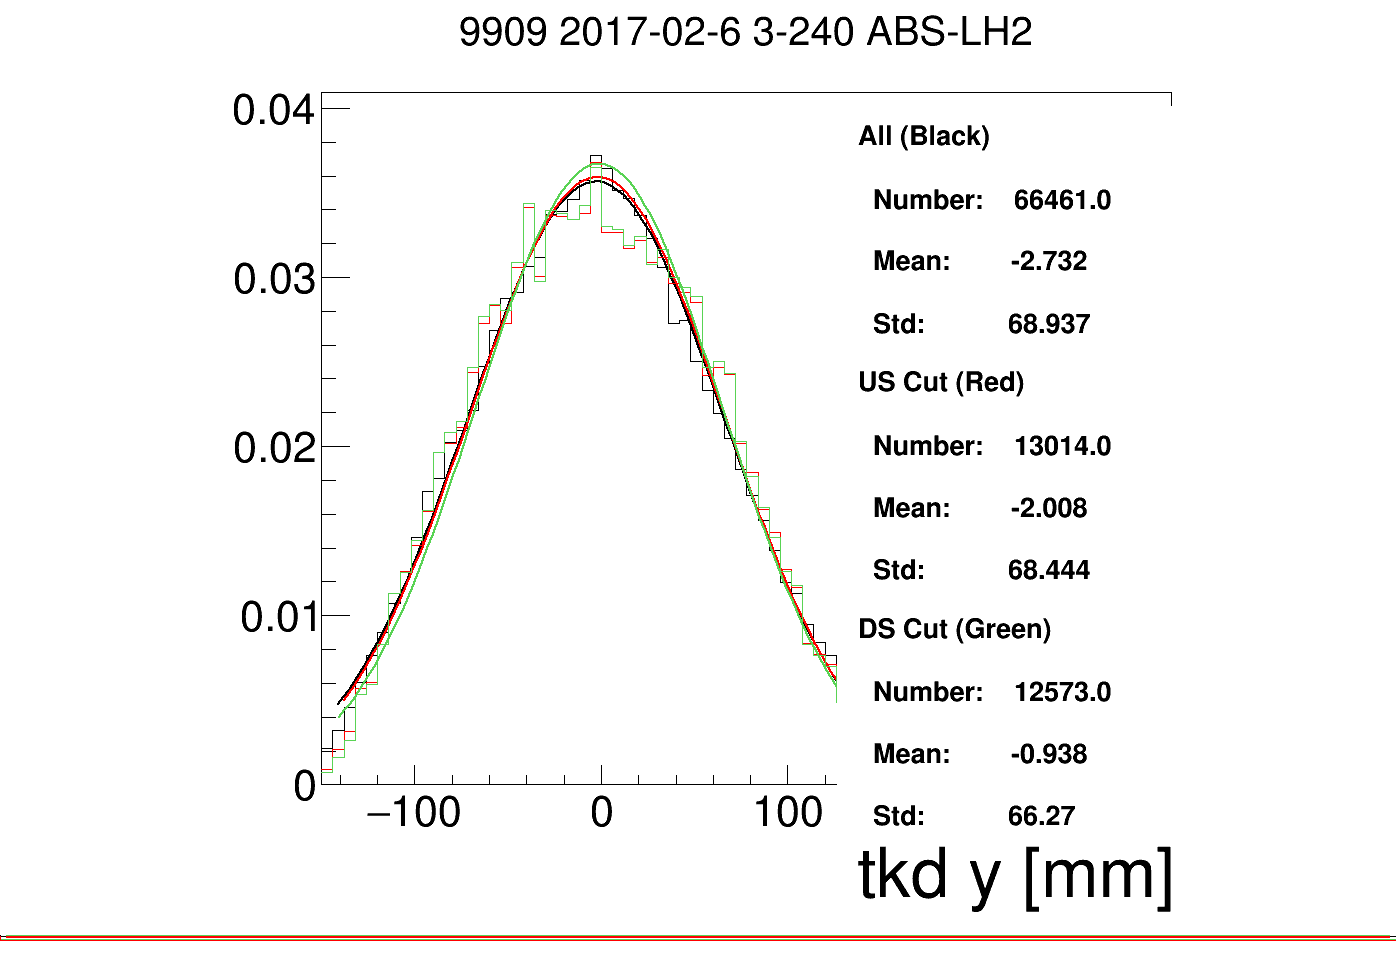 9909 2017-02-6 3-240 ABS-LH2
0.04
0.03
0.02
0.01
0
−100 0 100
All (Black)
Number: 66461.0
Mean: -2.732
Std: 68.937
US Cut (Red)
Number: 13014.0
Mean: -2.008
Std: 68.444
DS Cut (Green)
Number: 12573.0
Mean: -0.938
Std: 66.27
tkd y [mm]